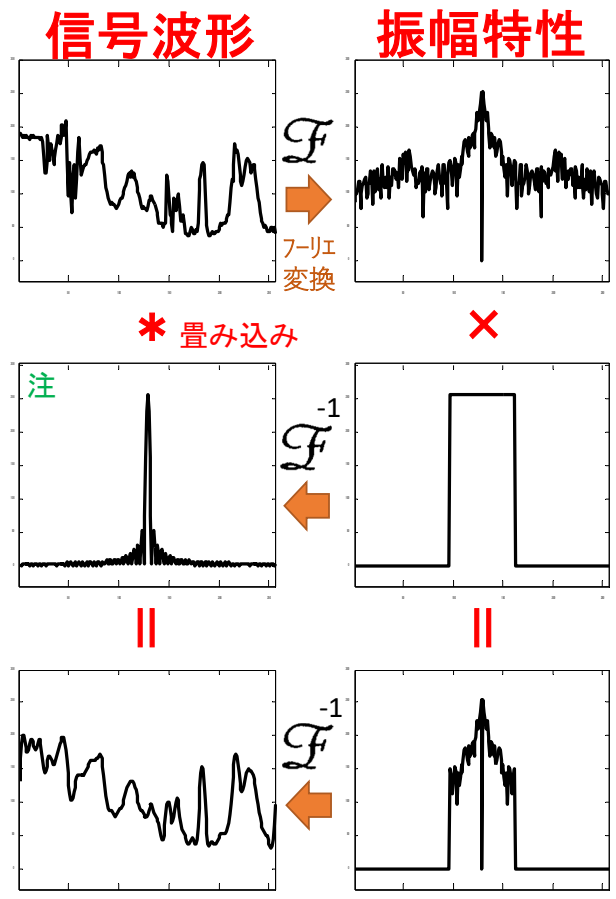 信号波形
振幅特性
ℱ
フーリエ
変換
* 畳み込み
×
注
ℱ-1
=
=
ℱ-1